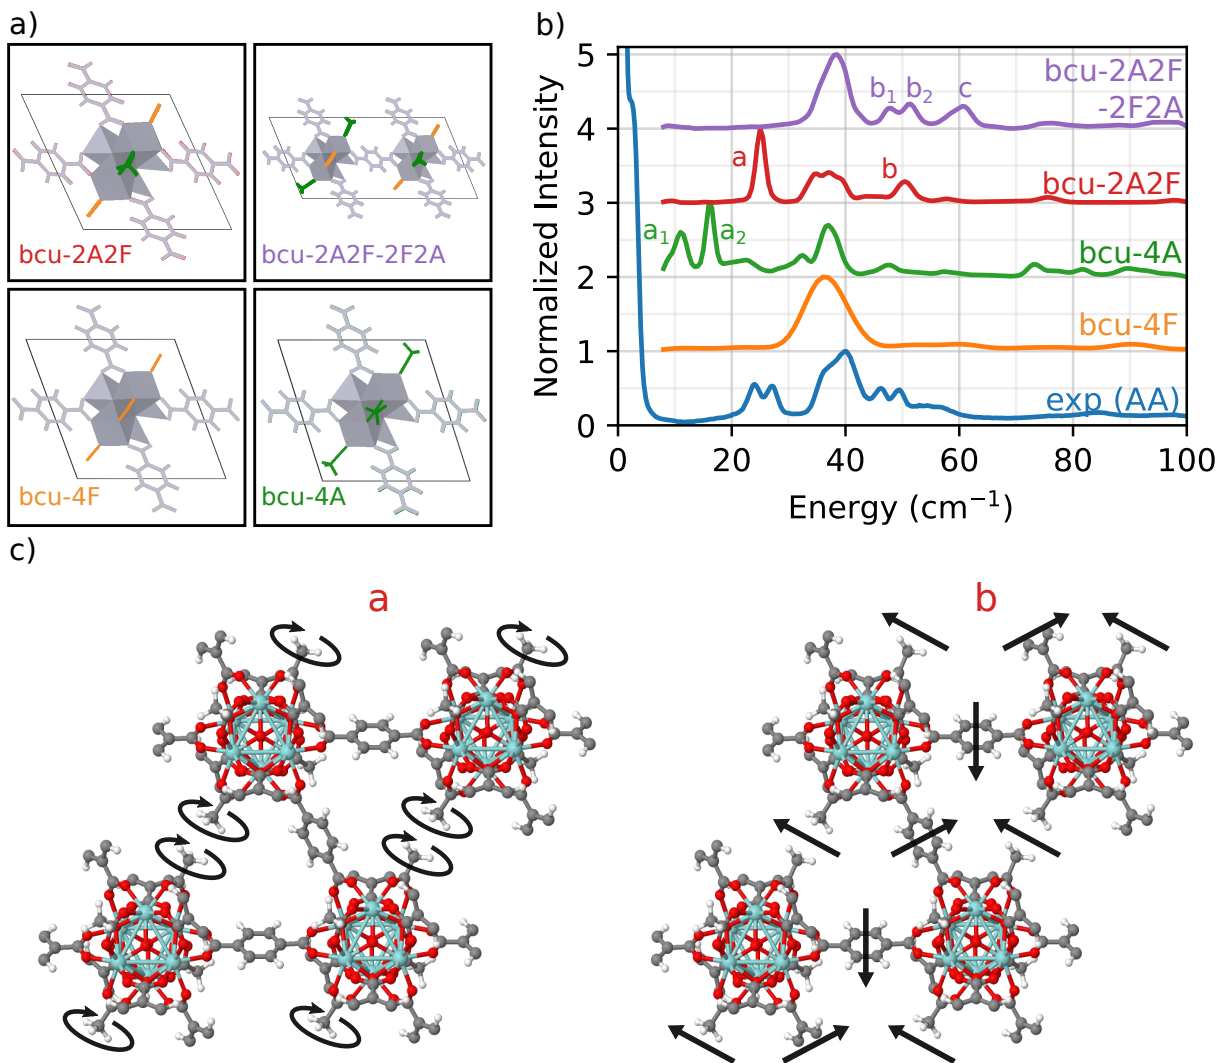 a)
bcu-2A2F
bcu-2A2F-2F2A
bcu-4F
bcu-4A
b)
Normalized Intensity
5
4
3
2
1
0
bcu-2A2F
-2F2A
b₁
b₂
c
a
b
bcu-2A2F
a₁
a₂
bcu-4A
bcu-4F
exp (AA)
0 20 40 60 80 100
Energy (cm⁻¹)
c)
a
b